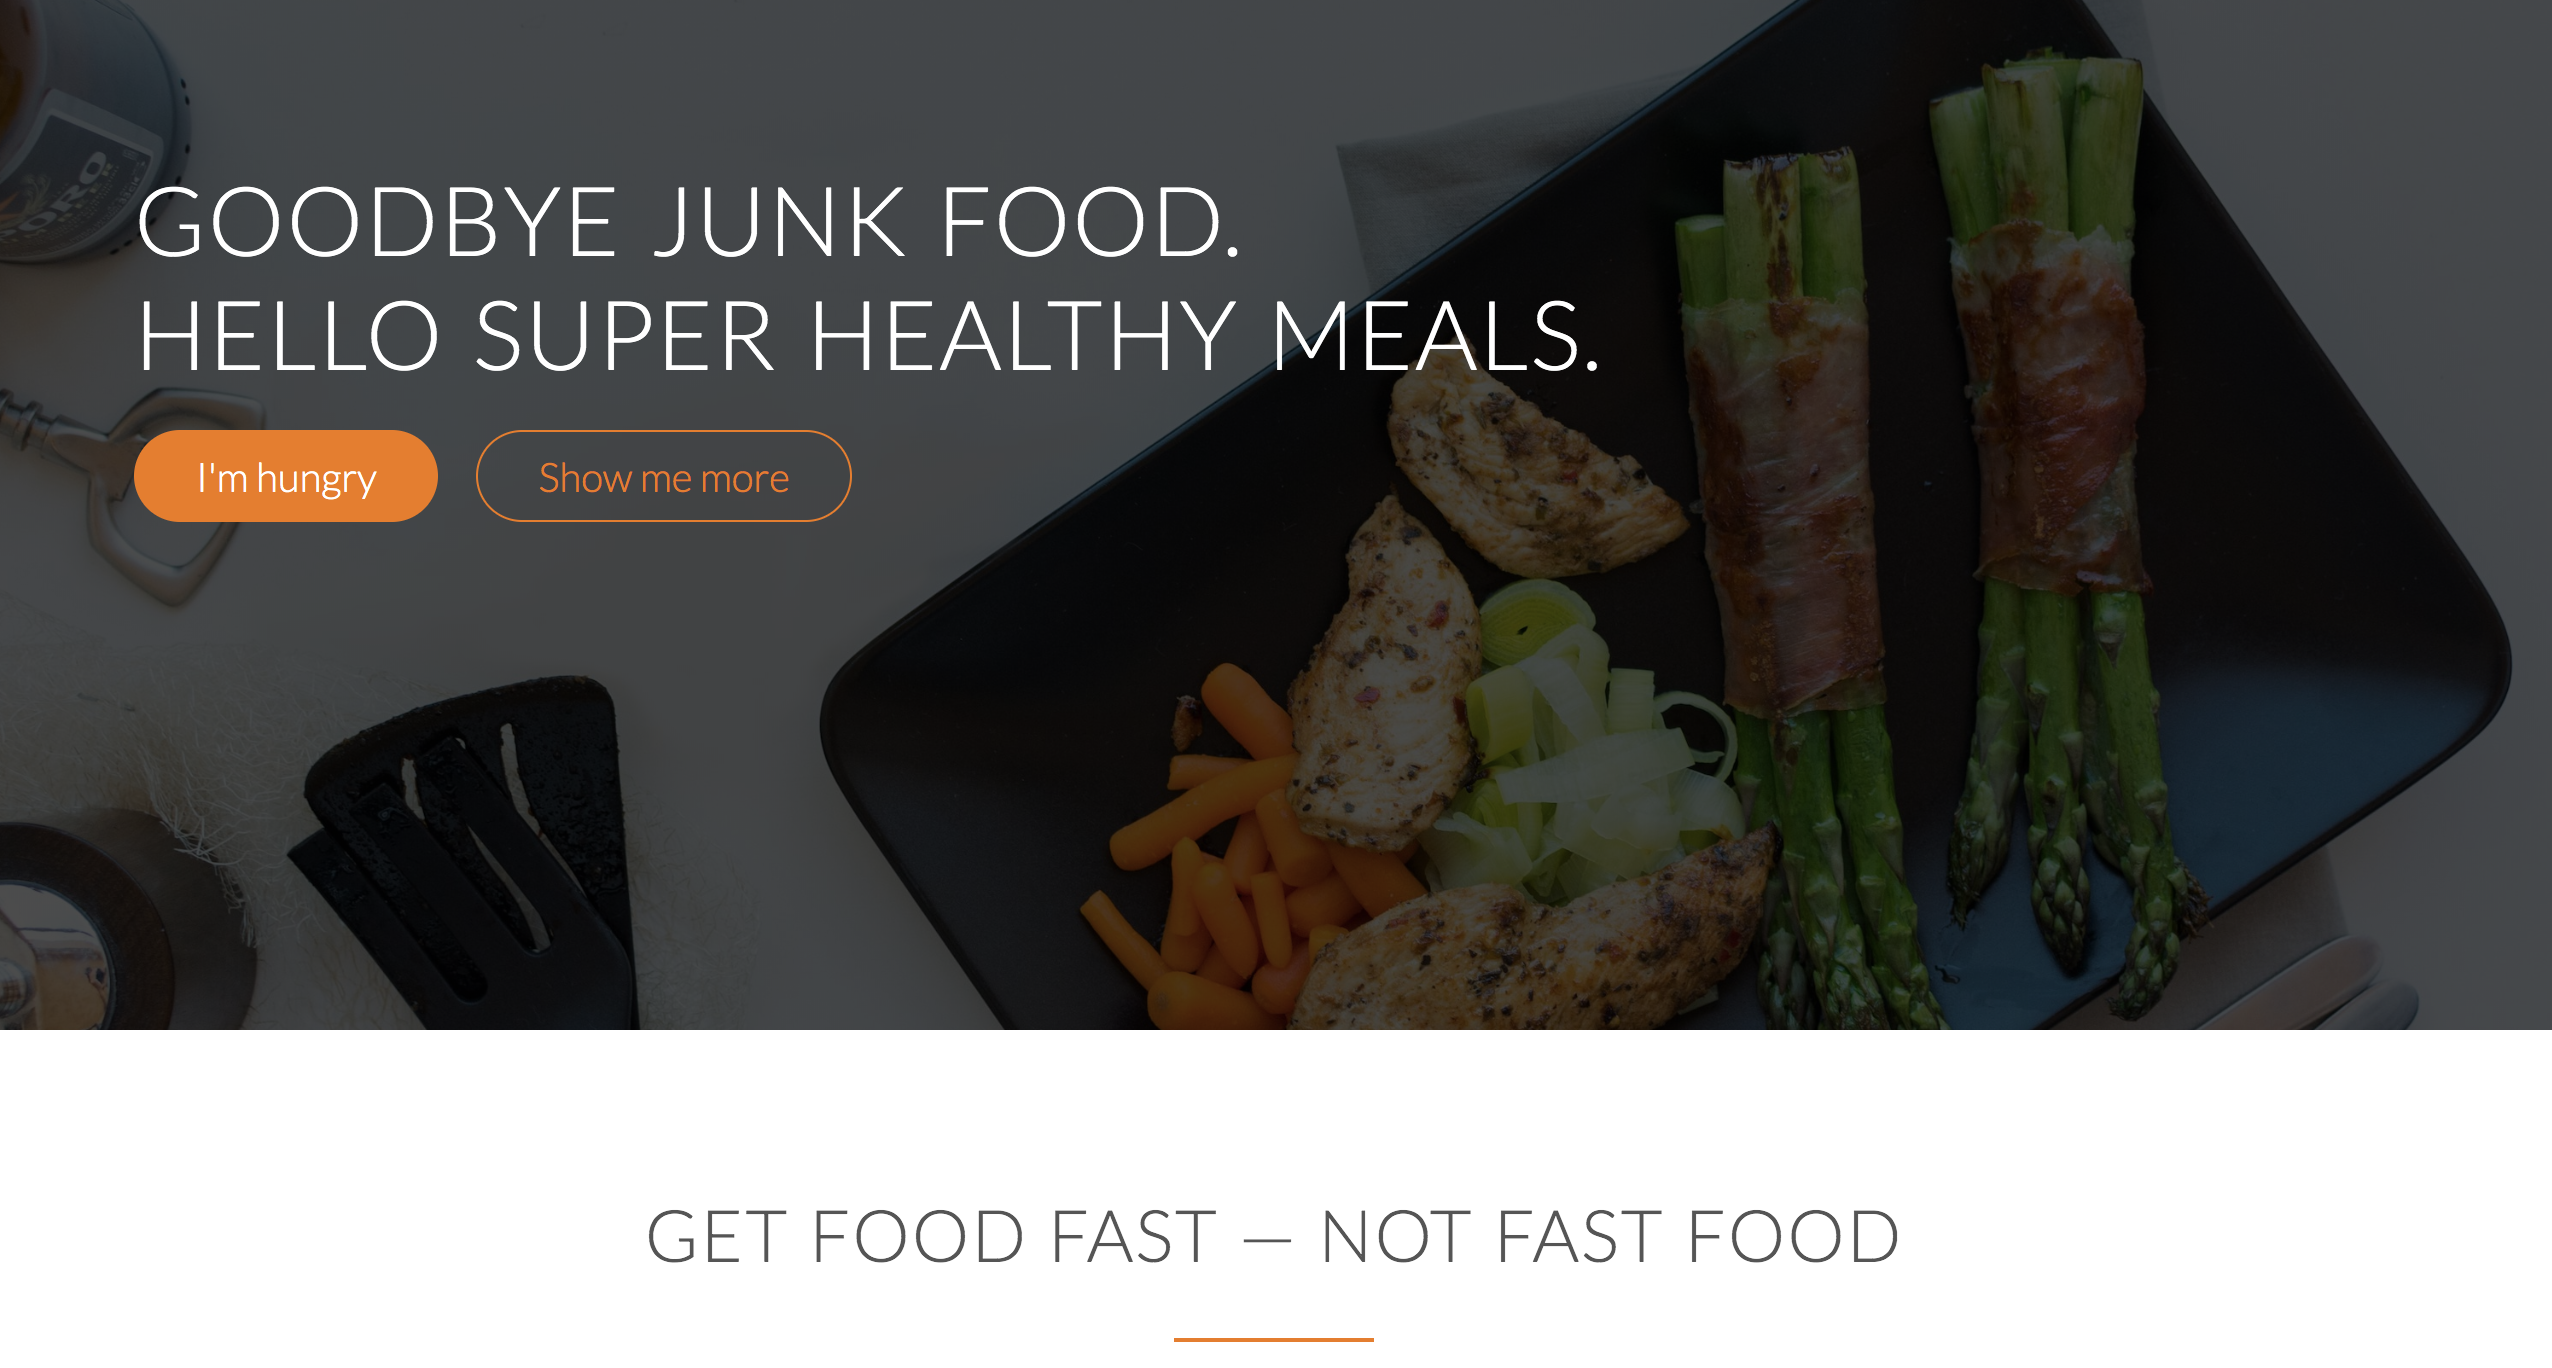 GOODBYE JUNK FOOD.
HELLO SUPER HEALTHY MEALS.
I'm hungry
Show me more
GET FOOD FAST — NOT FAST FOOD